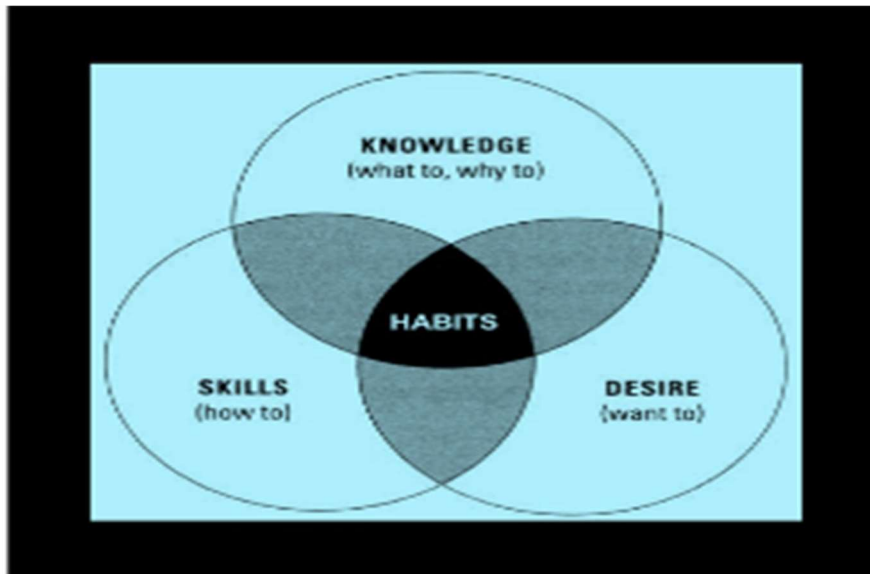 KNOWLEDGE
(what to, why to)
HABITS
SKILLS
(how to)
DESIRE
(want to)